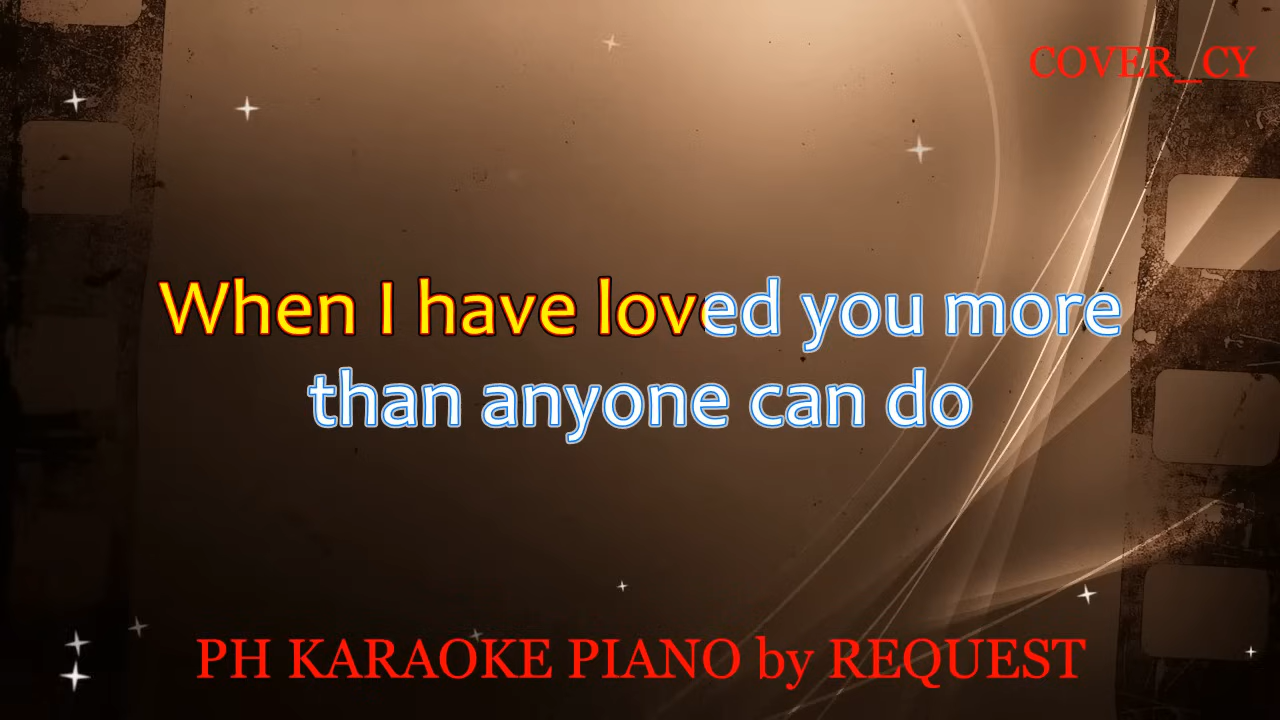 COVER_CY
When I have loved you more
than anyone can do
PH KARAOKE PIANO by REQUEST